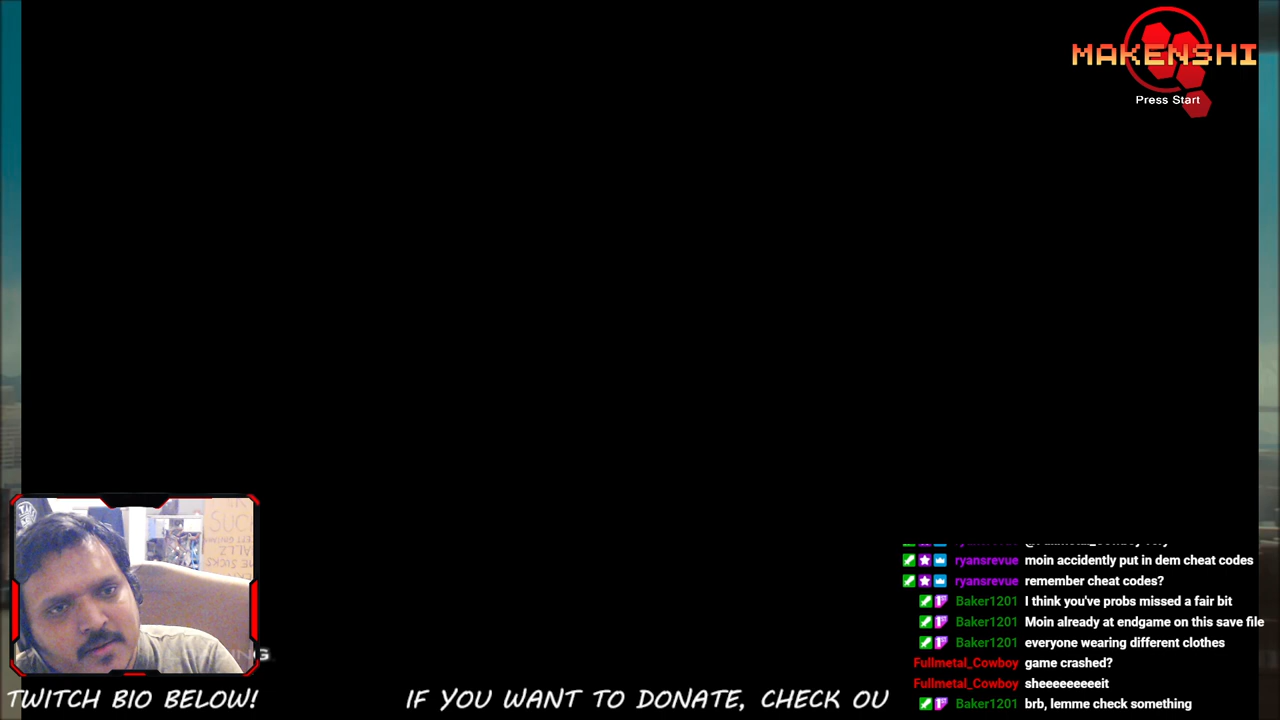 MAKENSHI
Press Start
ryansrevue moin accidently put in dem cheat codes
ryansrevue remember cheat codes?
Baker1201 I think you've probs missed a fair bit
Baker1201 Moin already at endgame on this save file
Baker1201 everyone wearing different clothes
Fullmetal_Cowboy game crashed?
Fullmetal_Cowboy sheeeeeeeeeit
Baker1201 brb, lemme check something
TWITCH BIO BELOW! IF YOU WANT TO DONATE, CHECK OU